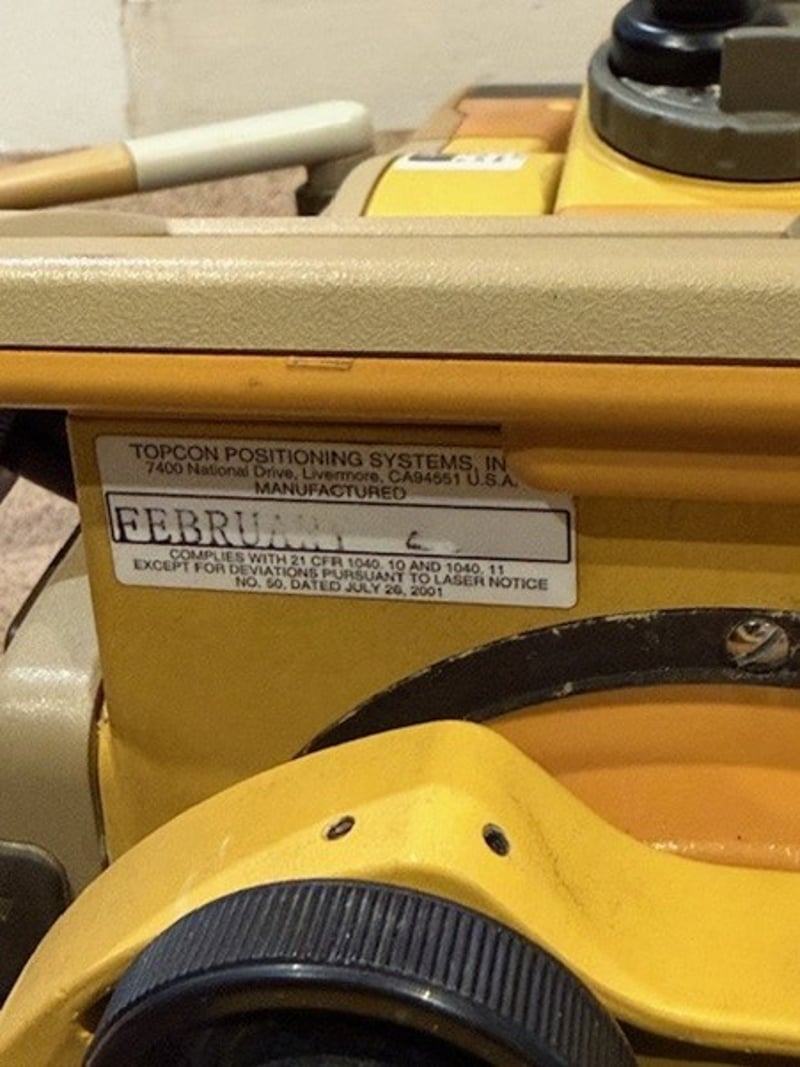 TOPCON POSITIONING SYSTEMS, IN
7400 National Drive, Livermore, CA94551 U.S.A.
MANUFACTURED
FEBRUARY
COMPLIES WITH 21 CFR 1040. 10 AND 1040. 11
EXCEPT FOR DEVIATIONS PURSUANT TO LASER NOTICE
NO. 50, DATED JULY 26, 2001